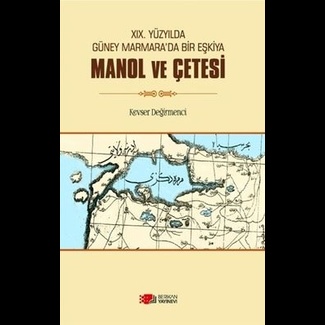 XIX. YÜZYILDA
GÜNEY MARMARA'DA BİR EŞKİYA
MANOL VE ÇETESİ
Kevser Değirmenci
BERİKAN
YAYINEVİ